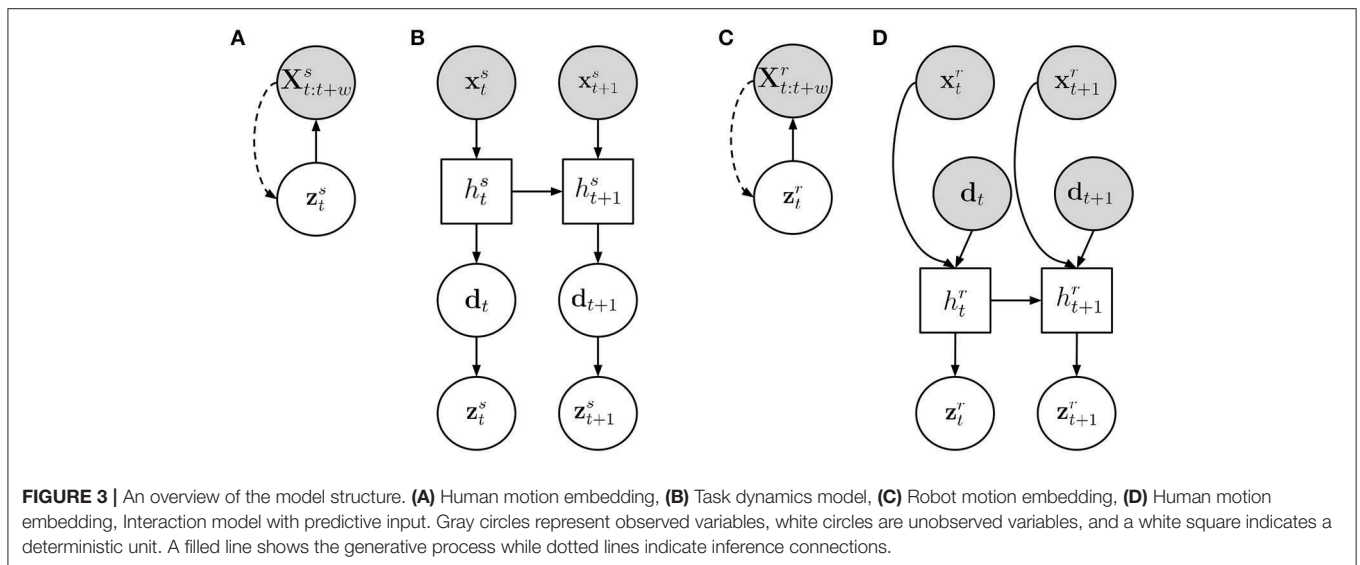 A
B
C
D
X^s_{t:t+w}
x^s_t
x^s_{t+1}
X^r_{t:t+w}
x^r_t
x^r_{t+1}
z^s_t
h^s_t
h^s_{t+1}
z^r_t
d_t
d_{t+1}
d_t
d_{t+1}
h^r_t
h^r_{t+1}
z^s_t
z^s_{t+1}
z^r_t
z^r_{t+1}
FIGURE 3 | An overview of the model structure. (A) Human motion embedding, (B) Task dynamics model, (C) Robot motion embedding, (D) Human motion
embedding, Interaction model with predictive input. Gray circles represent observed variables, white circles are unobserved variables, and a white square indicates a
deterministic unit. A filled line shows the generative process while dotted lines indicate inference connections.